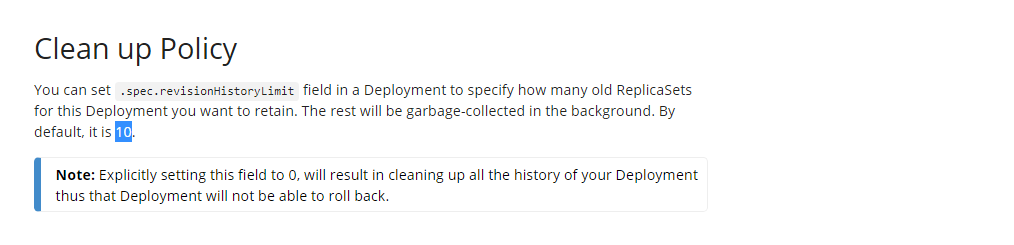 Clean up Policy
You can set .spec.revisionHistoryLimit field in a Deployment to specify how many old ReplicaSets
for this Deployment you want to retain. The rest will be garbage-collected in the background. By
default, it is 10.
Note: Explicitly setting this field to 0, will result in cleaning up all the history of your Deployment
thus that Deployment will not be able to roll back.